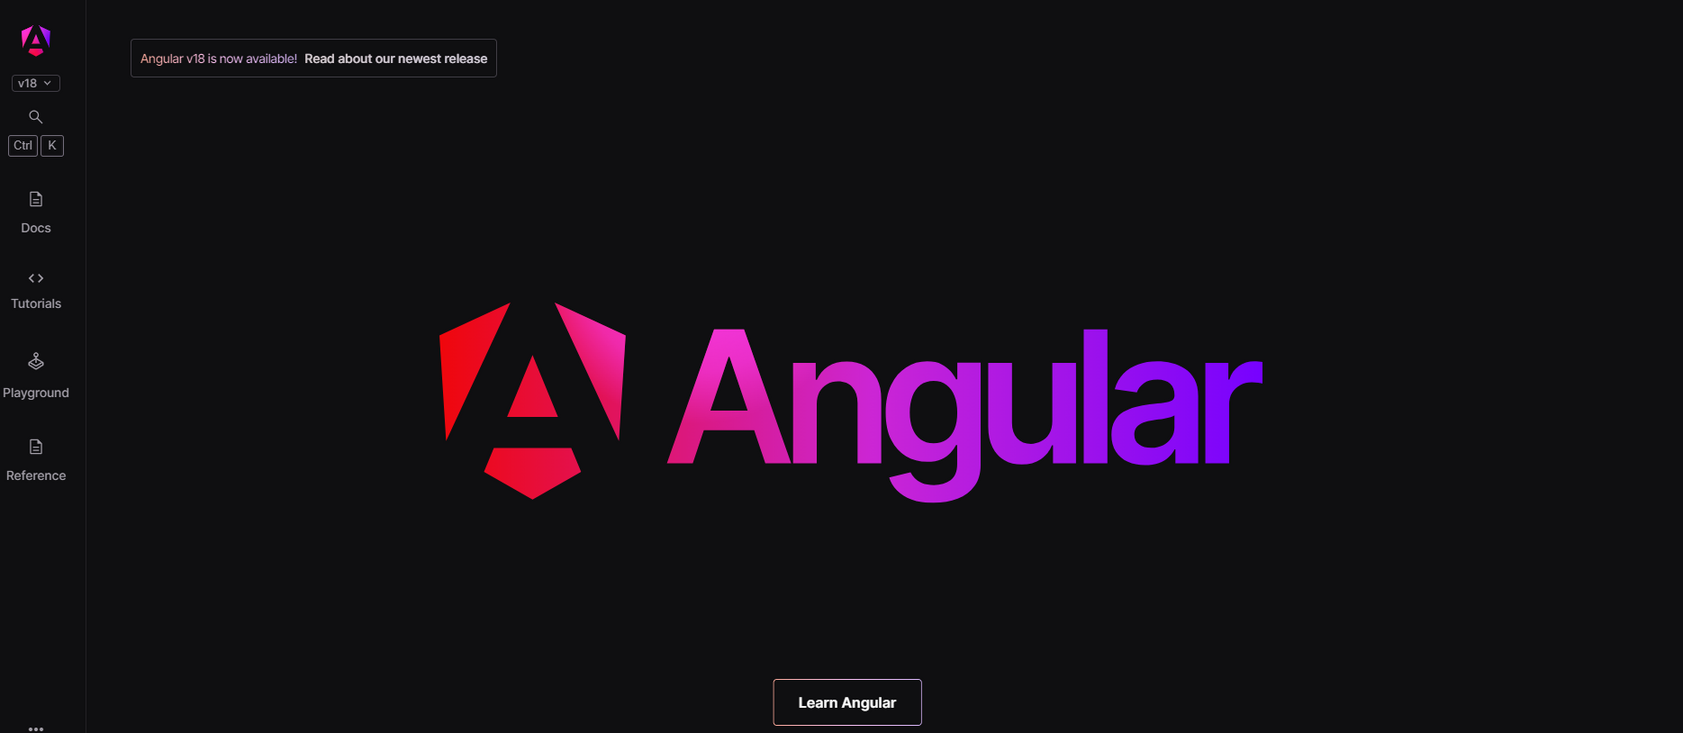 v18
Ctrl K
Docs
Tutorials
Playground
Reference
Angular v18 is now available! Read about our newest release
Angular
Learn Angular